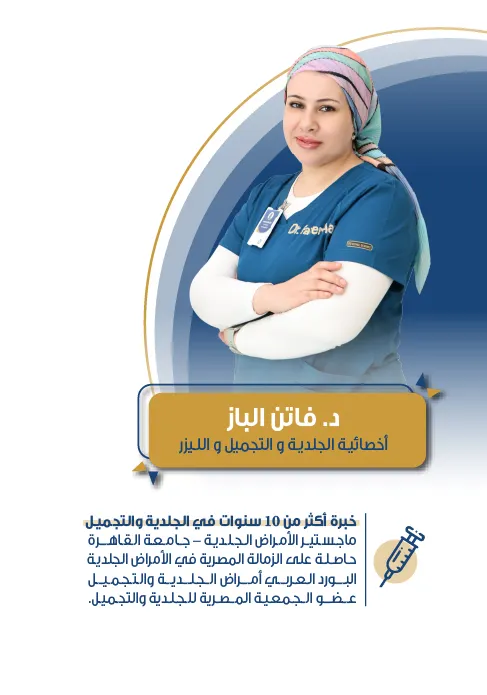 د. فاتن الباز
أخصائية الجلدية و التجميل و الليزر
خبرة أكثر من 10 سنوات في الجلدية والتجميل
ماجستير الأمراض الجلدية – جامعة القاهرة
حاصلة على الزمالة المصرية في الأمراض الجلدية
البورد العربي أمراض الجلدية والتجميل
عضو الجمعية المصرية للجلدية والتجميل.